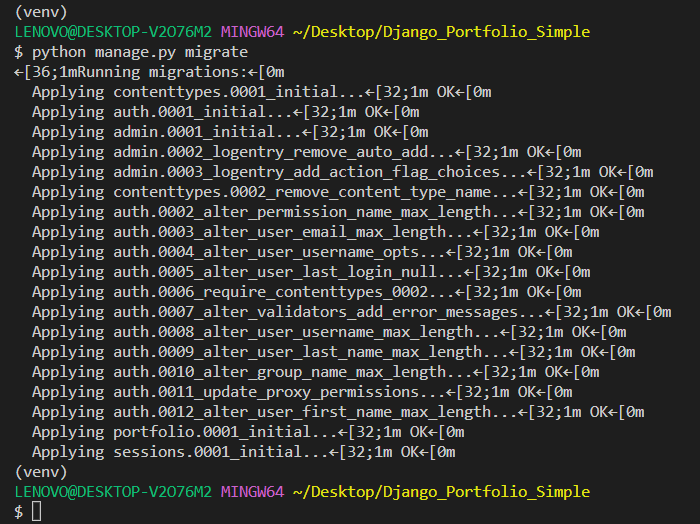 (venv)
LENOVO@DESKTOP-V2O76M2 MINGW64 ~/Desktop/Django_Portfolio_Simple
$ python manage.py migrate
←[36;1mRunning migrations:←[0m
  Applying contenttypes.0001_initial...←[32;1m OK←[0m
  Applying auth.0001_initial...←[32;1m OK←[0m
  Applying admin.0001_initial...←[32;1m OK←[0m
  Applying admin.0002_logentry_remove_auto_add...←[32;1m OK←[0m
  Applying admin.0003_logentry_add_action_flag_choices...←[32;1m OK←[0m
  Applying contenttypes.0002_remove_content_type_name...←[32;1m OK←[0m
  Applying auth.0002_alter_permission_name_max_length...←[32;1m OK←[0m
  Applying auth.0003_alter_user_email_max_length...←[32;1m OK←[0m
  Applying auth.0004_alter_user_username_opts...←[32;1m OK←[0m
  Applying auth.0005_alter_user_last_login_null...←[32;1m OK←[0m
  Applying auth.0006_require_contenttypes_0002...←[32;1m OK←[0m
  Applying auth.0007_alter_validators_add_error_messages...←[32;1m OK←[0m
  Applying auth.0008_alter_user_username_max_length...←[32;1m OK←[0m
  Applying auth.0009_alter_user_last_name_max_length...←[32;1m OK←[0m
  Applying auth.0010_alter_group_name_max_length...←[32;1m OK←[0m
  Applying auth.0011_update_proxy_permissions...←[32;1m OK←[0m
  Applying auth.0012_alter_user_first_name_max_length...←[32;1m OK←[0m
  Applying portfolio.0001_initial...←[32;1m OK←[0m
  Applying sessions.0001_initial...←[32;1m OK←[0m
(venv)
LENOVO@DESKTOP-V2O76M2 MINGW64 ~/Desktop/Django_Portfolio_Simple
$